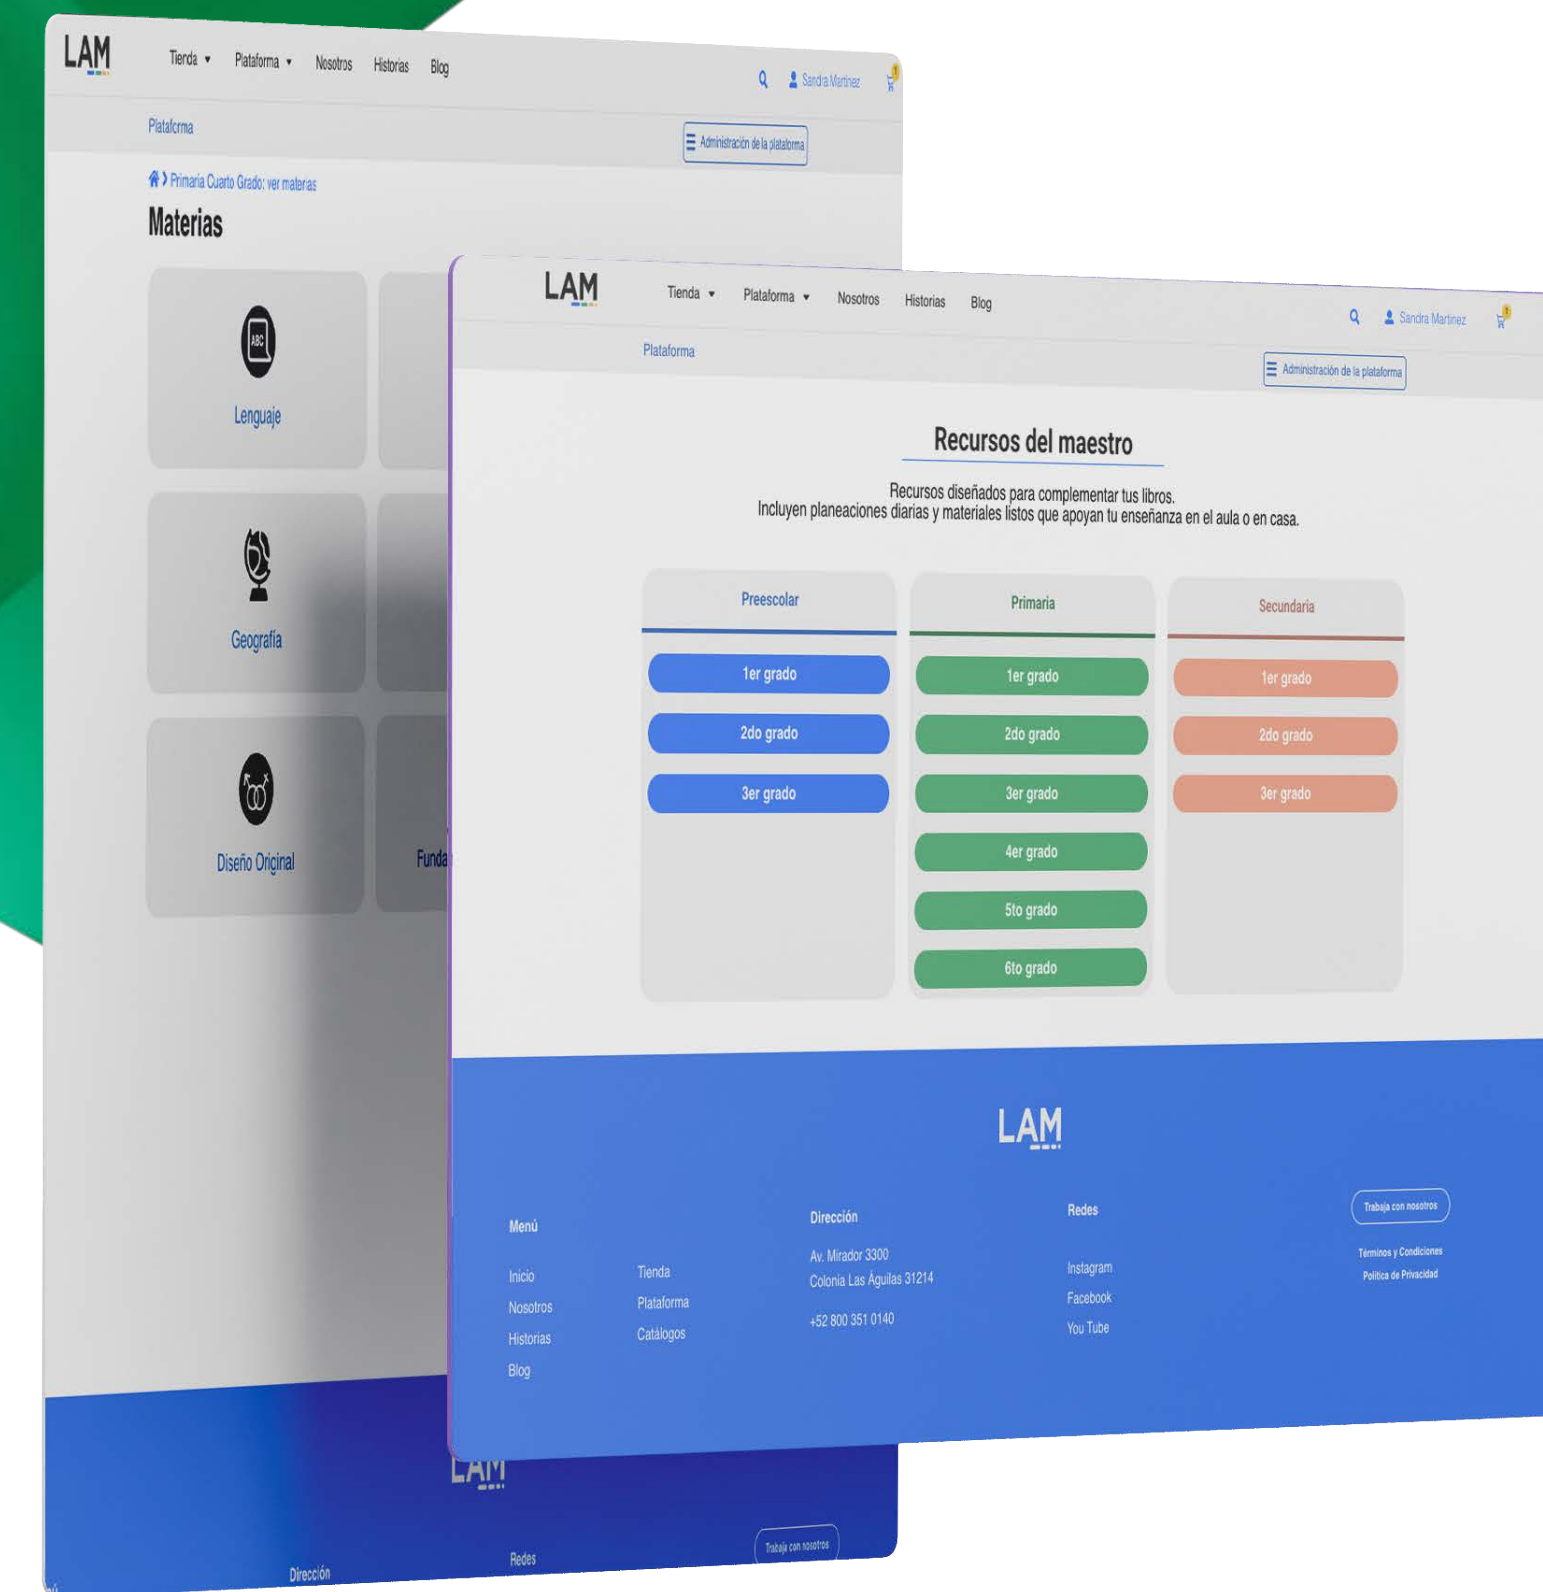 LAM
Tienda
Plataforma
Nosotros
Historias
Blog
Sandra Martinez
1
Plataforma
Administración de la plataforma
Primaria Cuarto Grado: ver materias
Materias
ABC
Lenguaje
Geografía
Diseño Original
Funda
LAM
Dirección
Redes
Trabaja con nosotros
LAM
Tienda
Plataforma
Nosotros
Historias
Blog
Sandra Martinez
1
Plataforma
Administración de la plataforma
Recursos del maestro
Recursos diseñados para complementar tus libros.
Incluyen planeaciones diarias y materiales listos que apoyan tu enseñanza en el aula o en casa.
Preescolar
1er grado
2do grado
3er grado
Primaria
1er grado
2do grado
3er grado
4er grado
5to grado
6to grado
Secundaria
1er grado
2do grado
3er grado
LAM
Menú
Inicio
Nosotros
Historias
Blog
Tienda
Plataforma
Catálogos
Dirección
Av. Mirador 3300
Colonia Las Águilas 31214
+52 800 351 0140
Redes
Instagram
Facebook
You Tube
Trabaja con nosotros
Términos y Condiciones
Política de Privacidad